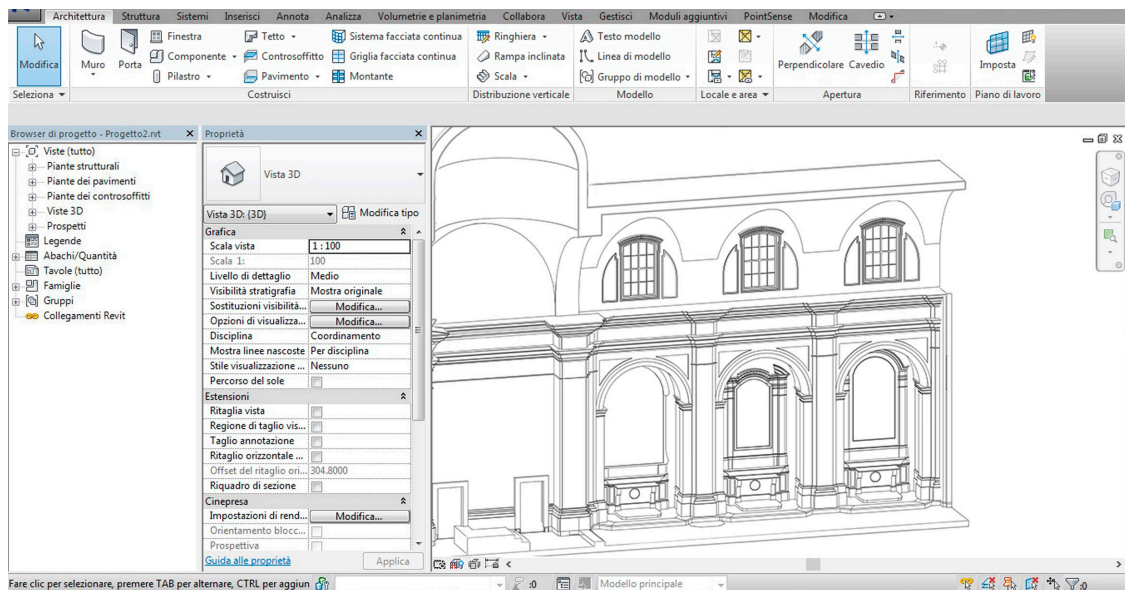 Architettura Struttura Sistemi Inserisci Annota Analizza Volumetrie e planimetria Collabora Vista Gestisci Moduli aggiuntivi PointSense Modifica
Finestra Tetto Sistema facciata continua Ringhiera Testo modello
Modifica Muro Porta Componente Controsoffitto Griglia facciata continua Rampa inclinata Linea di modello Perpendicolare Cavedio Imposta
Pilastro Pavimento Montante Scala Gruppo di modello
Seleziona Costruisci Distribuzione verticale Modello Locale e area Apertura Riferimento Piano di lavoro
Browser di progetto - Progetto2.rvt
Viste (tutto)
Piante strutturali
Piante dei pavimenti
Piante dei controsoffitti
Viste 3D
Prospetti
Legende
Abachi/Quantità
Tavole (tutto)
Famiglie
Gruppi
Collegamenti Revit
Proprietà
Vista 3D
Vista 3D: {3D} Modifica tipo
Grafica
Scala vista 1 : 100
Scala 1: 100
Livello di dettaglio Medio
Visibilità stratigrafia Mostra originale
Sostituzioni visibilità... Modifica...
Opzioni di visualizza... Modifica...
Disciplina Coordinamento
Mostra linee nascoste Per disciplina
Stile visualizzazione ... Nessuno
Percorso del sole
Estensioni
Ritaglia vista
Regione di taglio vis...
Taglio annotazione
Ritaglio orizzontale ...
Offset del ritaglio ori... 304.8000
Riquadro di sezione
Cinepresa
Impostazioni di rend... Modifica...
Orientamento blocc...
Prospettiva
Guida alle proprietà Applica
Fare clic per selezionare, premere TAB per alternare, CTRL per aggiun :0 Modello principale :0